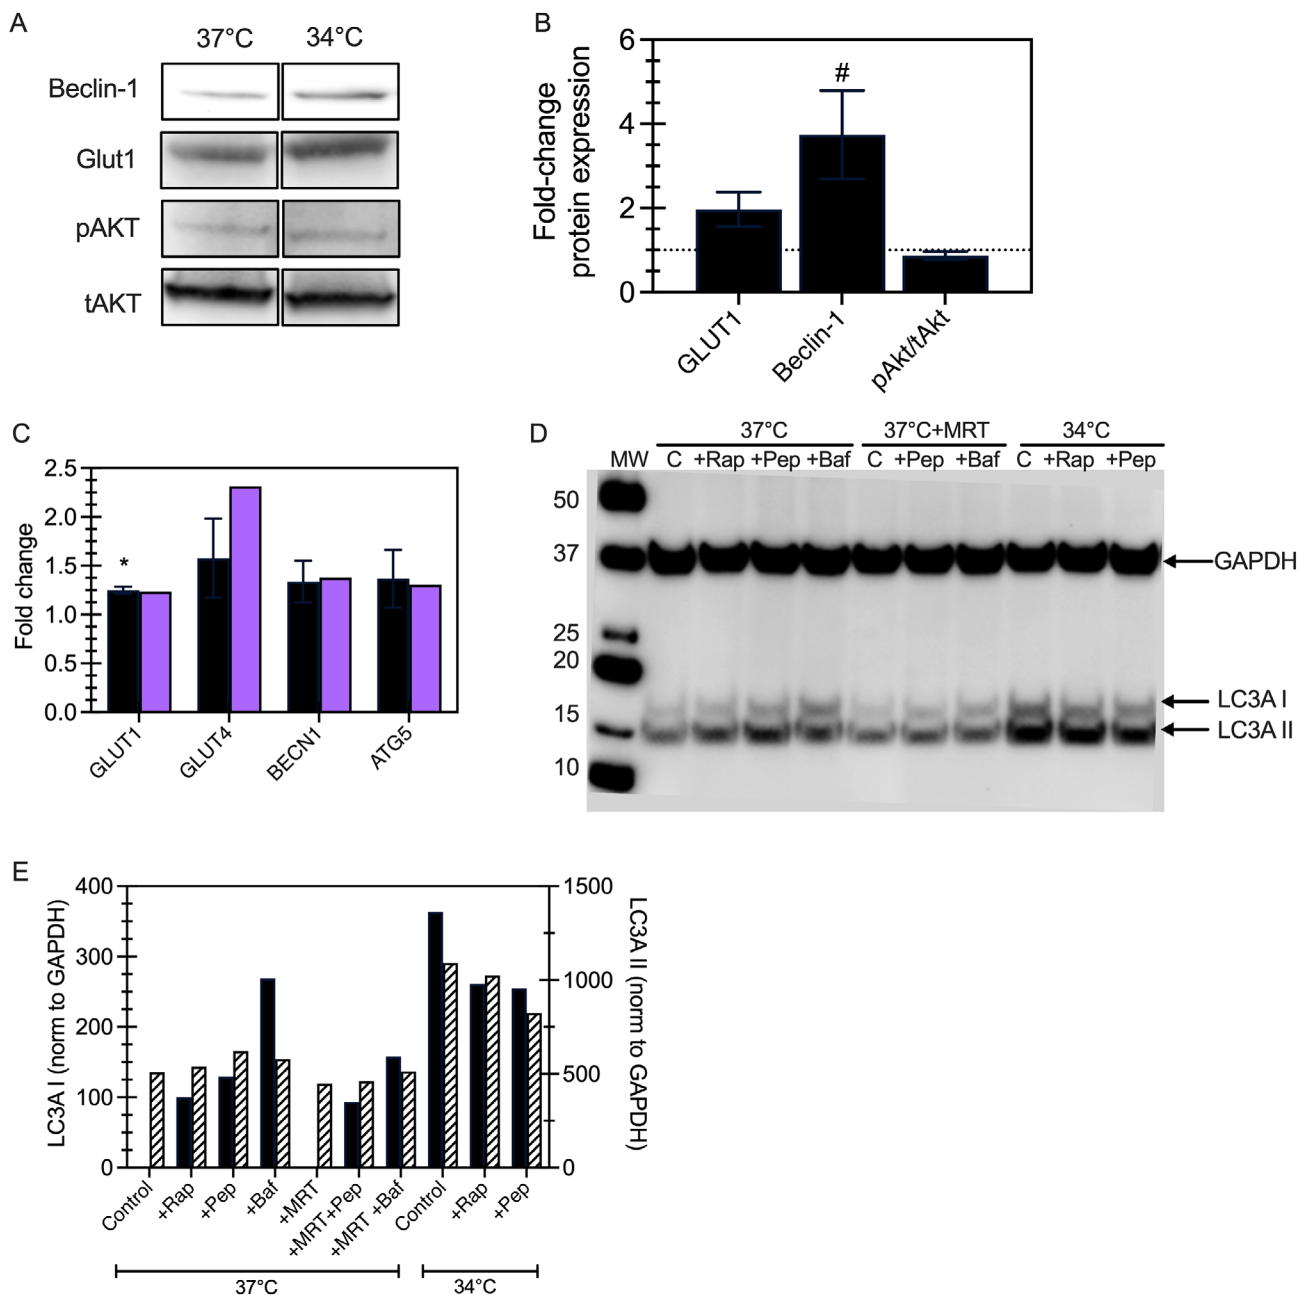 A
37°C 34°C
Beclin-1
Glut1
pAKT
tAKT
B
Fold-change
protein expression
6
4
2
0
#
GLUT1
Beclin-1
pAkt/tAkt
C
Fold change
2.5
2.0
1.5
1.0
0.5
0.0
*
GLUT1
GLUT4
BECN1
ATG5
D
37°C 37°C+MRT 34°C
MW C +Rap +Pep +Baf C +Pep +Baf C +Rap +Pep
50
37
25
20
15
10
GAPDH
LC3A I
LC3A II
E
LC3A I (norm to GAPDH)
400
300
200
100
0
1500
1000
500
0
LC3A II (norm to GAPDH)
Control
+Rap
+Pep
+Baf
+MRT
+MRT+Pep
+MRT +Baf
Control
+Rap
+Pep
37°C
34°C